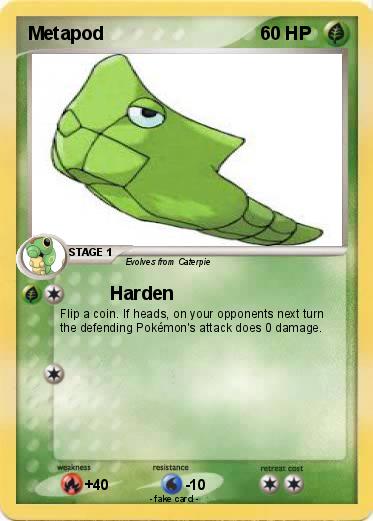 Metapod 60 HP
STAGE 1
Evolves from Caterpie
Harden
Flip a coin. If heads, on your opponents next turn
the defending Pokémon's attack does 0 damage.
weakness resistance retreat cost
+40 -10
- fake card -